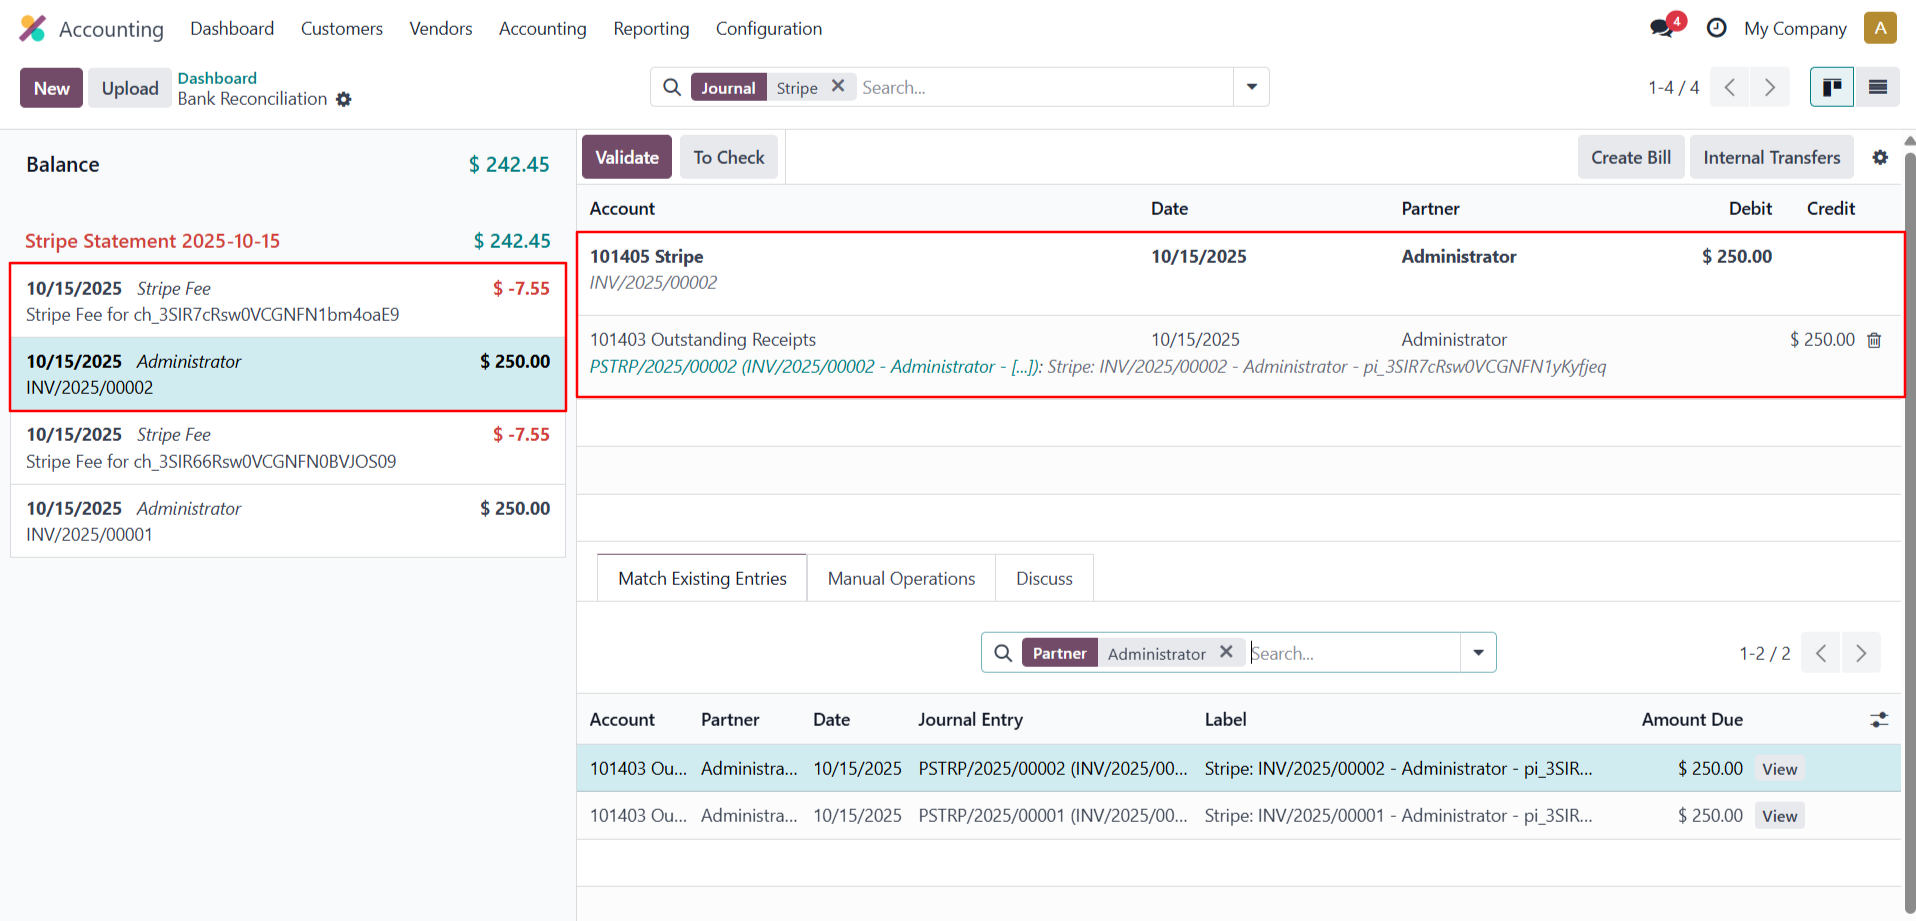 Accounting Dashboard Customers Vendors Accounting Reporting Configuration 4 My Company A
New Upload Dashboard
Bank Reconciliation
Journal Stripe Search... 1-4 / 4
Balance $ 242.45
Stripe Statement 2025-10-15 $ 242.45
10/15/2025 Stripe Fee $ -7.55
Stripe Fee for ch_3SIR7cRsw0VCGNFN1bm4oaE9
10/15/2025 Administrator $ 250.00
INV/2025/00002
10/15/2025 Stripe Fee $ -7.55
Stripe Fee for ch_3SIR66Rsw0VCGNFN0BVJOS09
10/15/2025 Administrator $ 250.00
INV/2025/00001
Validate To Check Create Bill Internal Transfers
Account Date Partner Debit Credit
101405 Stripe 10/15/2025 Administrator $ 250.00
INV/2025/00002
101403 Outstanding Receipts 10/15/2025 Administrator $ 250.00
PSTRP/2025/00002 (INV/2025/00002 - Administrator - [...]): Stripe: INV/2025/00002 - Administrator - pi_3SIR7cRsw0VCGNFN1yKyfjeq
Match Existing Entries Manual Operations Discuss
Partner Administrator Search... 1-2 / 2
Account Partner Date Journal Entry Label Amount Due
101403 Ou... Administra... 10/15/2025 PSTRP/2025/00002 (INV/2025/00... Stripe: INV/2025/00002 - Administrator - pi_3SIR... $ 250.00 View
101403 Ou... Administra... 10/15/2025 PSTRP/2025/00001 (INV/2025/00... Stripe: INV/2025/00001 - Administrator - pi_3SIR... $ 250.00 View